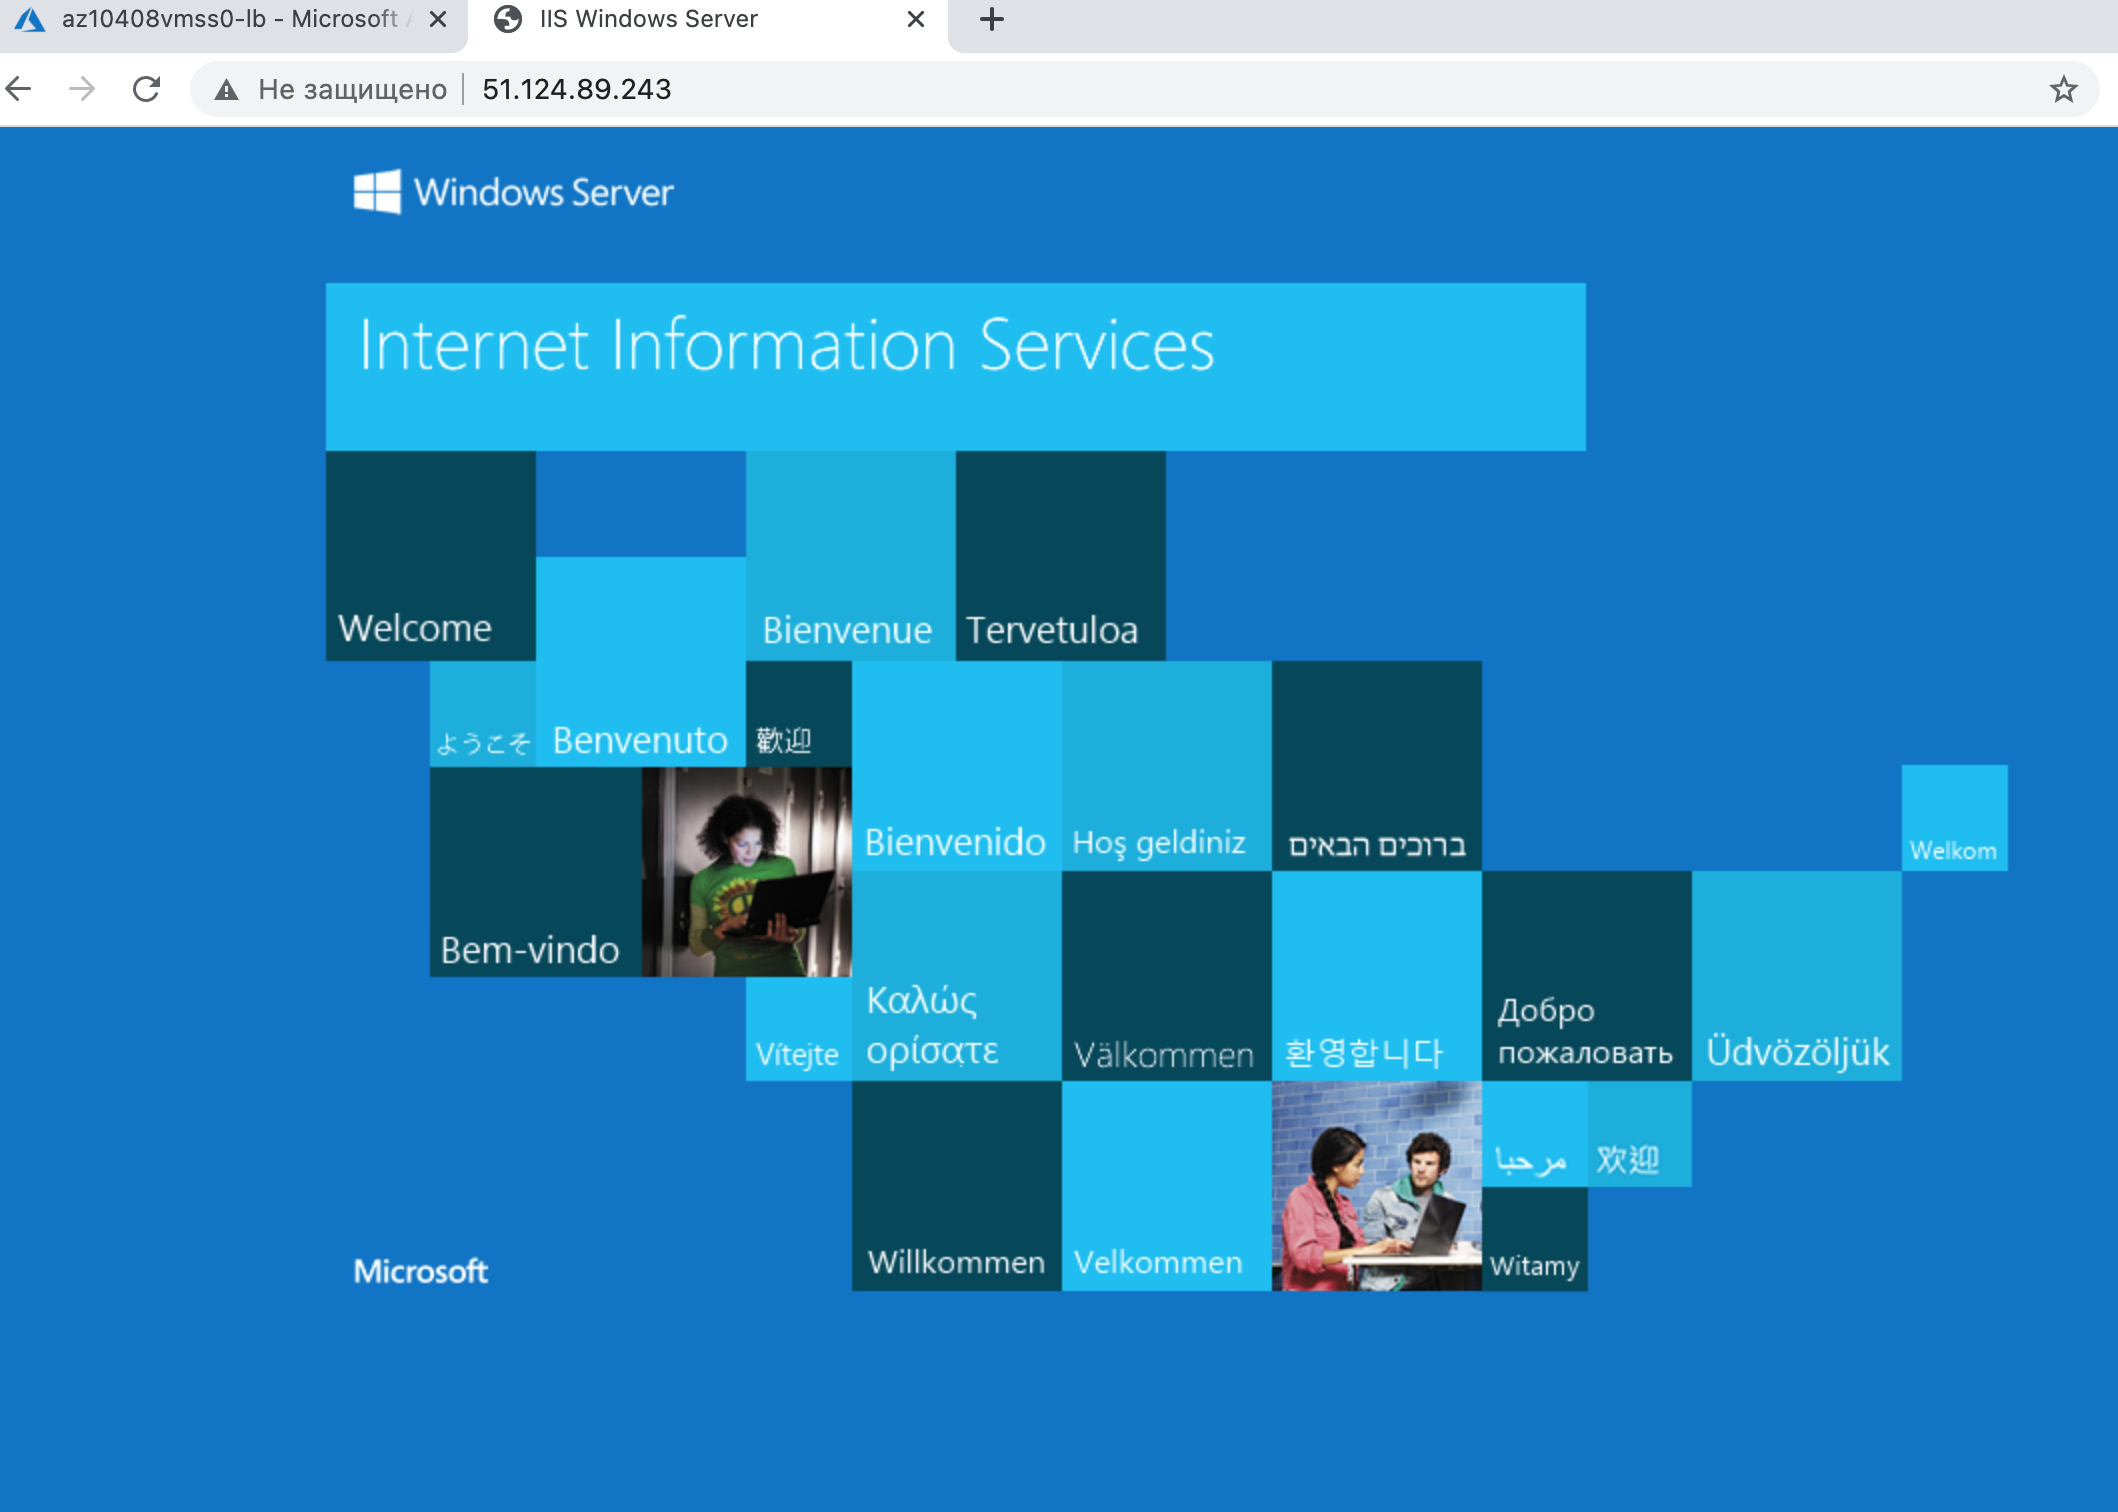 az10408vmss0-lb - Microsoft
IIS Windows Server
Не защищено
51.124.89.243
Windows Server
Internet Information Services
Welcome
Bienvenue
Tervetuloa
ようこそ
Benvenuto
歡迎
Bienvenido
Hoş geldiniz
ברוכים הבאים
Welkom
Bem-vindo
Vítejte
Καλώς
ορίσατε
Välkommen
환영합니다
Добро
пожаловать
Üdvözöljük
Willkommen
Velkommen
مرحبا
欢迎
Witamy
Microsoft